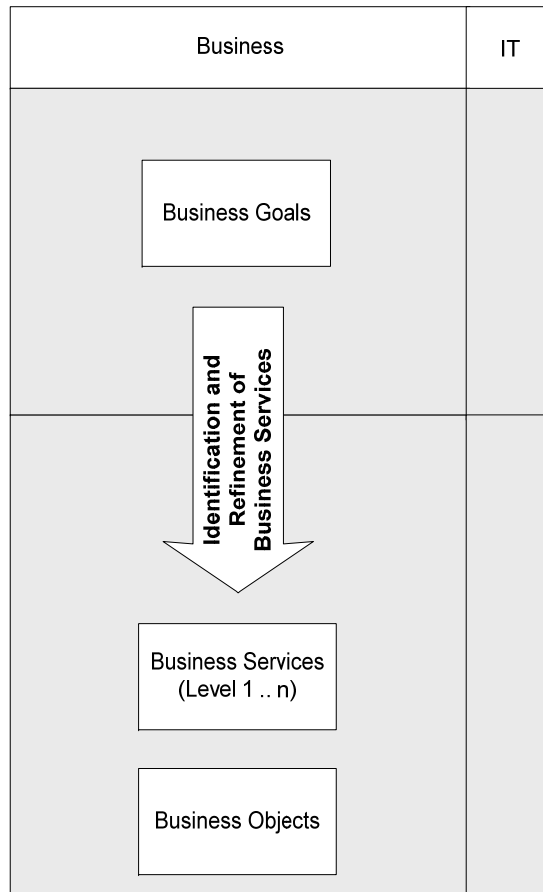 Business
IT
Business Goals
Identification and
Refinement of
Business Services
Business Services
(Level 1 .. n)
Business Objects